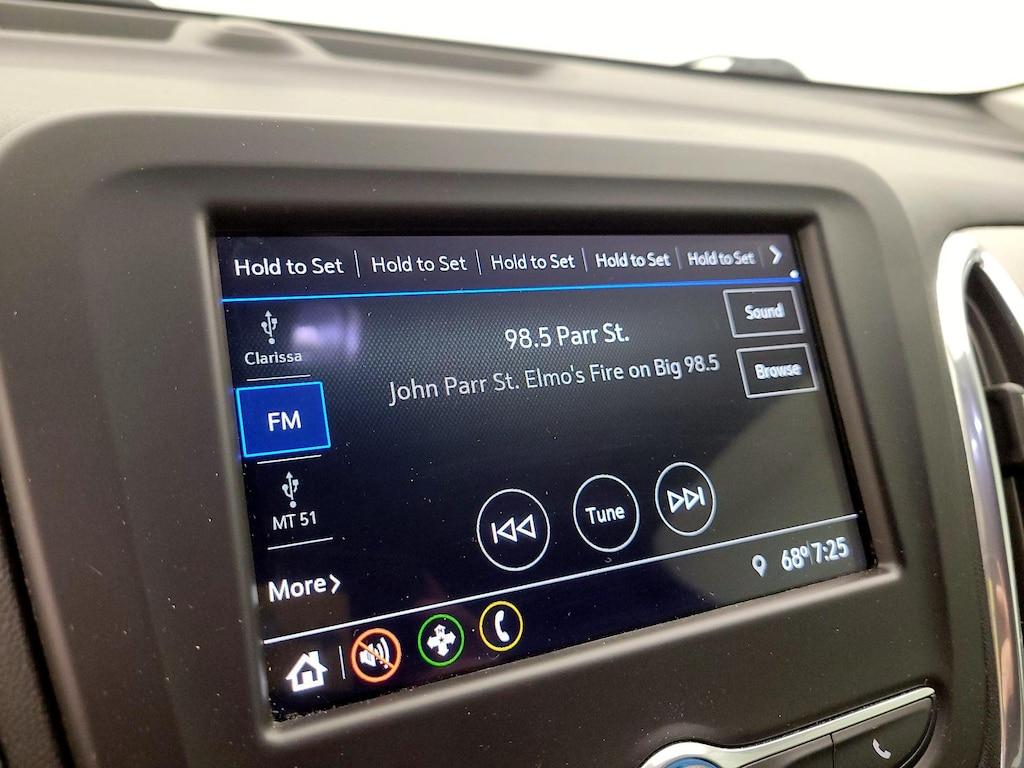 Hold to Set Hold to Set Hold to Set Hold to Set Hold to Set
Clarissa
98.5 Parr St.
Sound
John Parr St. Elmo's Fire on Big 98.5
Browse
FM
MT 51
Tune
More
68° 7:25